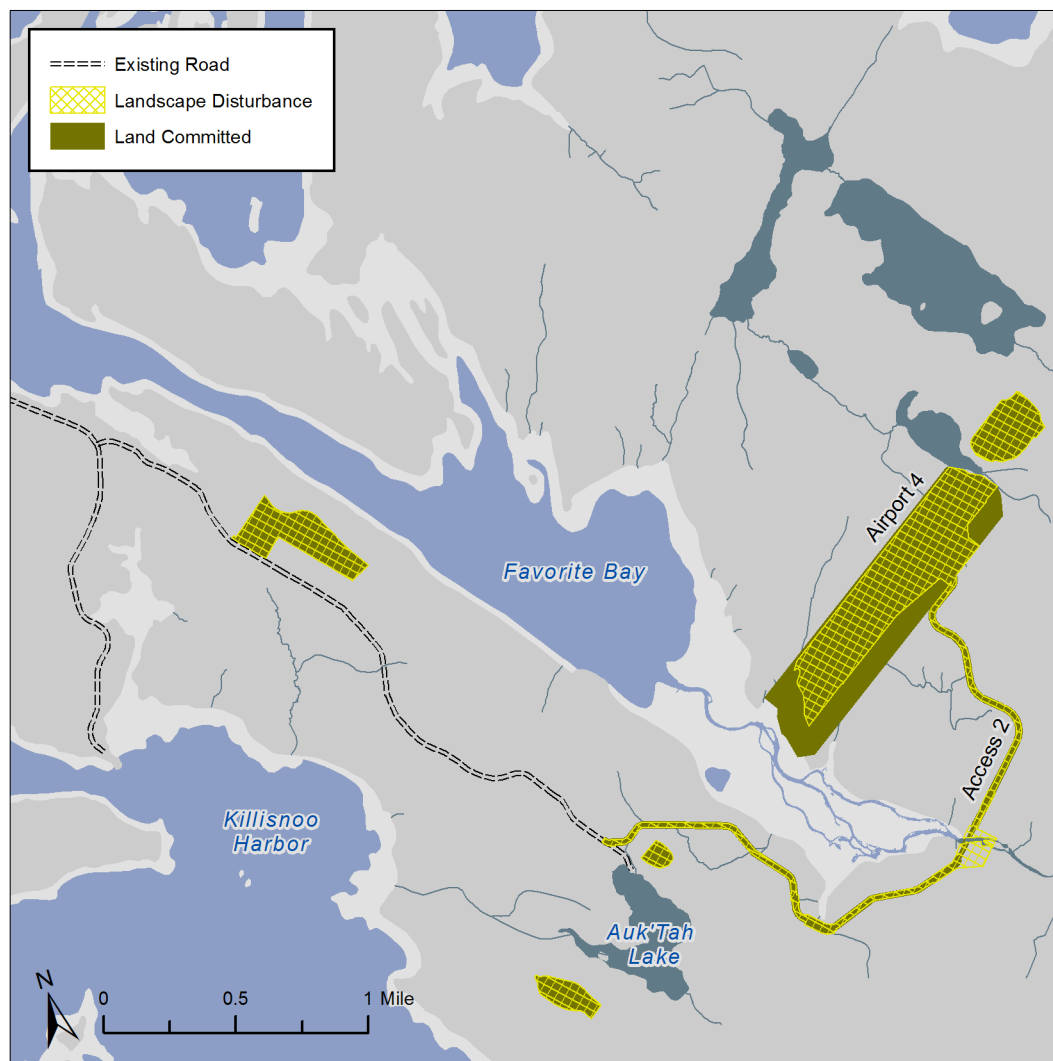 Existing Road
Landscape Disturbance
Land Committed
Airport 4
Favorite Bay
Access 2
Killisnoo
Harbor
Auk'Tah
Lake
N
0 0.5 1 Mile